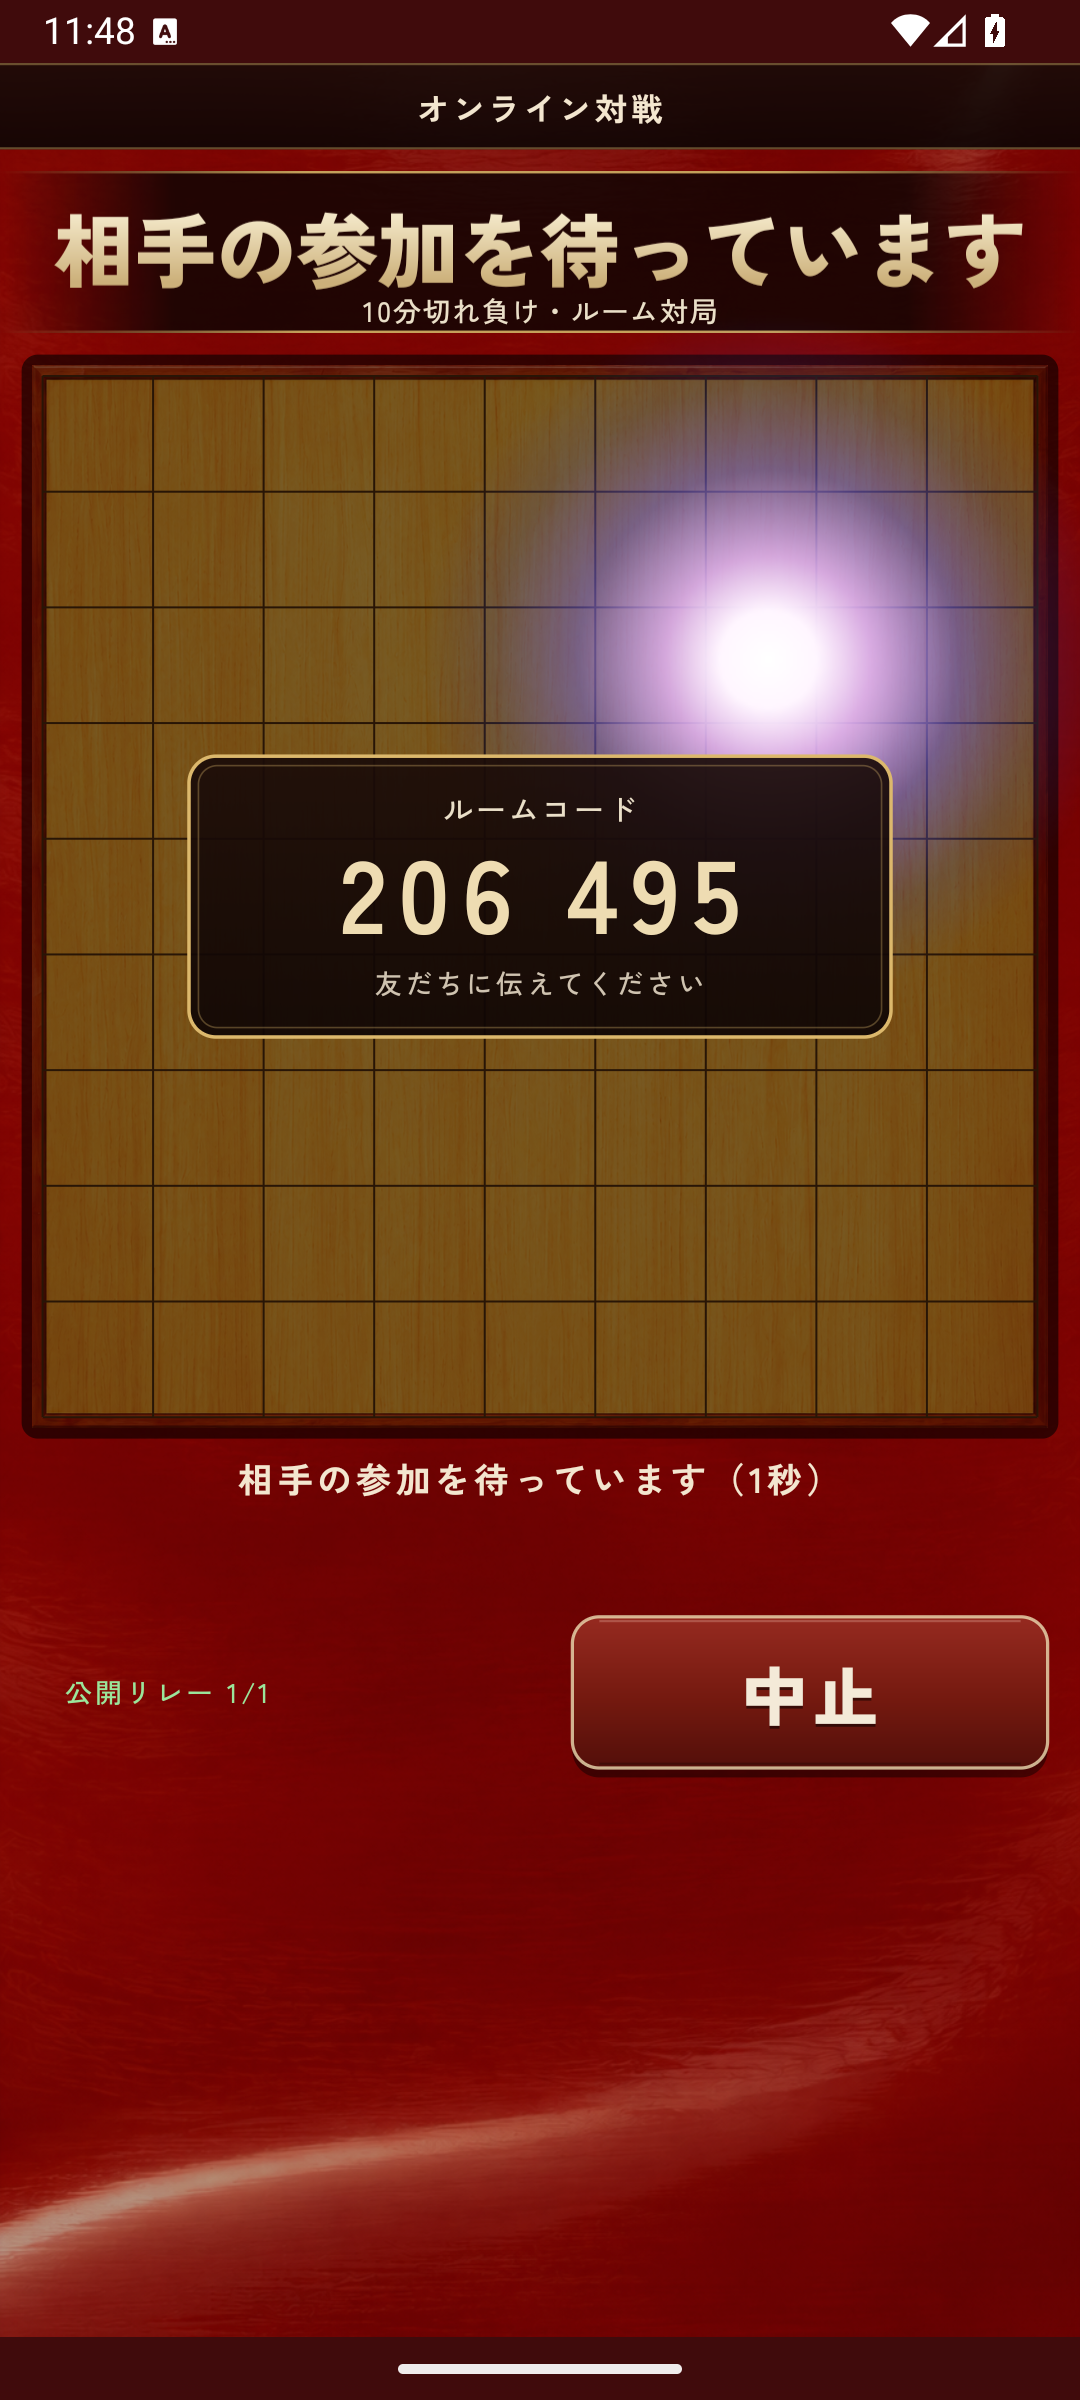 11:48
オンライン対戦
相手の参加を待っています
10分切れ負け・ルーム対局
ルームコード
206 495
友だちに伝えてください
相手の参加を待っています（1秒）
公開リレー 1/1
中止